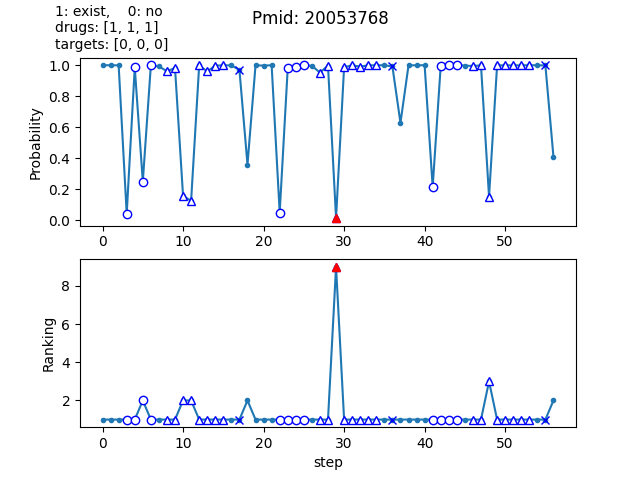 1: exist,    0: no
drugs: [1, 1, 1]
targets: [0, 0, 0]
Pmid: 20053768
Probability
1.0
0.8
0.6
0.4
0.2
0.0
0 10 20 30 40 50
Ranking
8
6
4
2
0 10 20 30 40 50
step